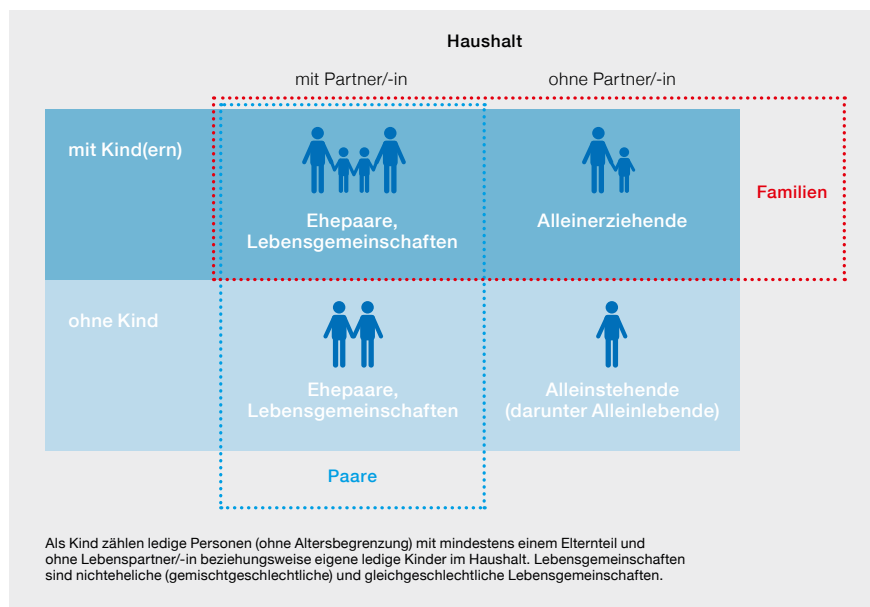 Haushalt
mit Partner/-in
ohne Partner/-in
mit Kind(ern)
Ehepaare,
Lebensgemeinschaften
Alleinerziehende
Familien
ohne Kind
Ehepaare,
Lebensgemeinschaften
Alleinstehende
(darunter Alleinlebende)
Paare
Als Kind zählen ledige Personen (ohne Altersbegrenzung) mit mindestens einem Elternteil und
ohne Lebenspartner/-in beziehungsweise eigene ledige Kinder im Haushalt. Lebensgemeinschaften
sind nichteheliche (gemischtgeschlechtliche) und gleichgeschlechtliche Lebensgemeinschaften.